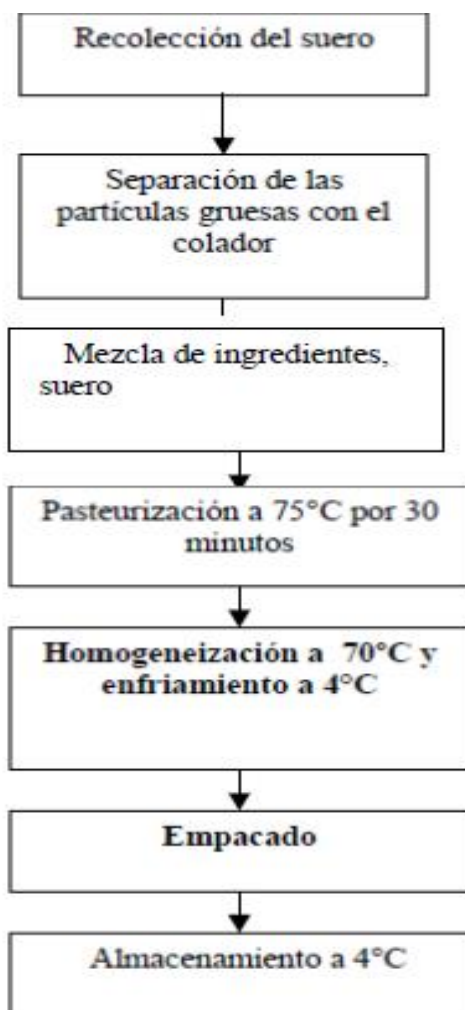 Recolección del suero
Separación de las
partículas gruesas con el
colador
Mezcla de ingredientes,
suero
Pasteurización a 75°C por 30
minutos
Homogeneización a 70°C y
enfriamiento a 4°C
Empacado
Almacenamiento a 4°C